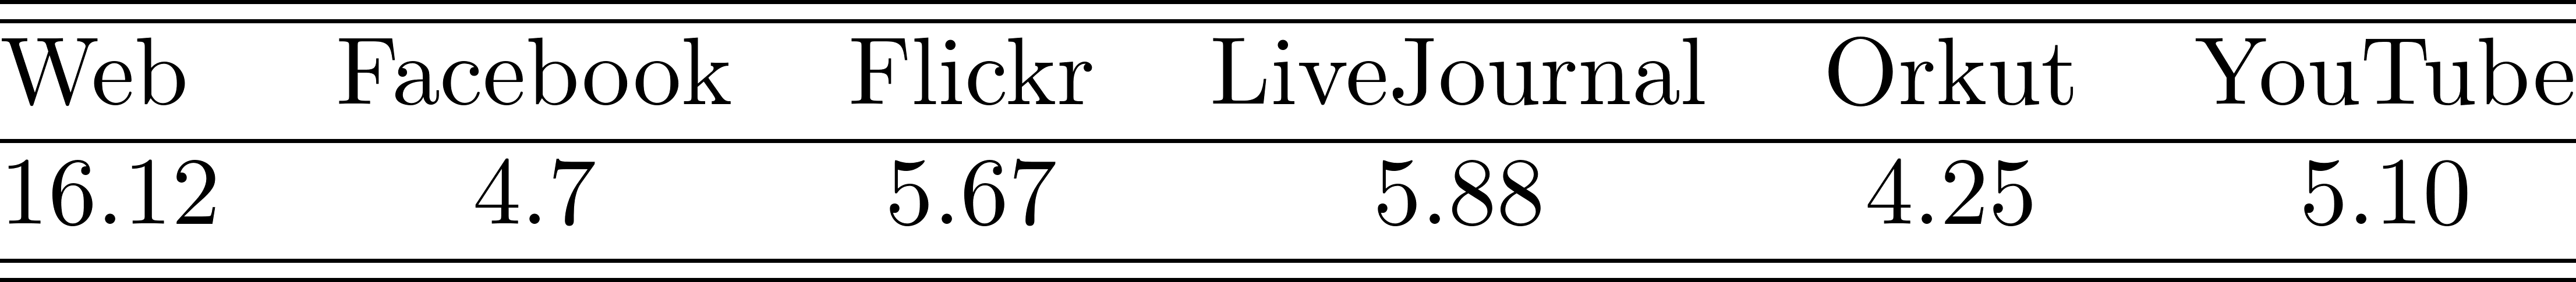 Web Facebook Flickr LiveJournal Orkut YouTube
16.12 4.7 5.67 5.88 4.25 5.10